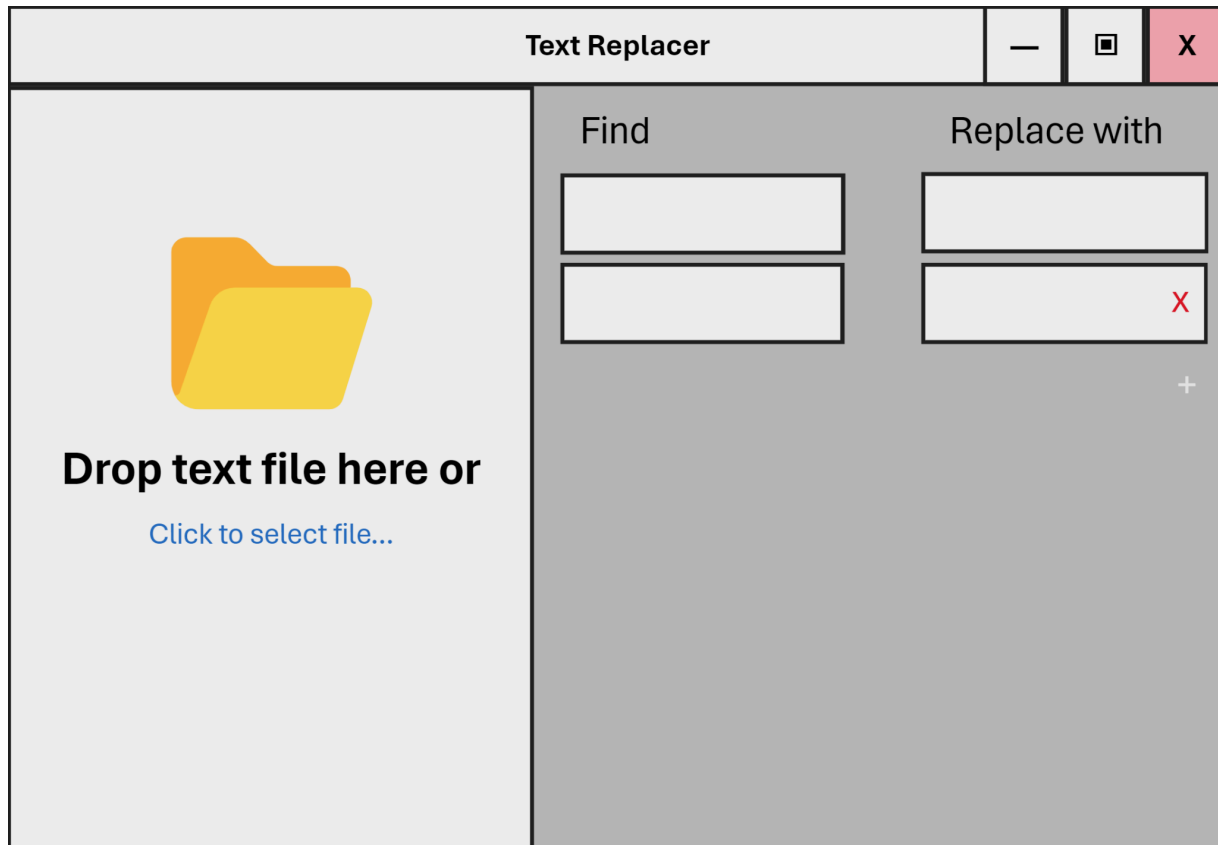 Text Replacer
X
Find
Replace with
X
+
Drop text file here or
Click to select file...